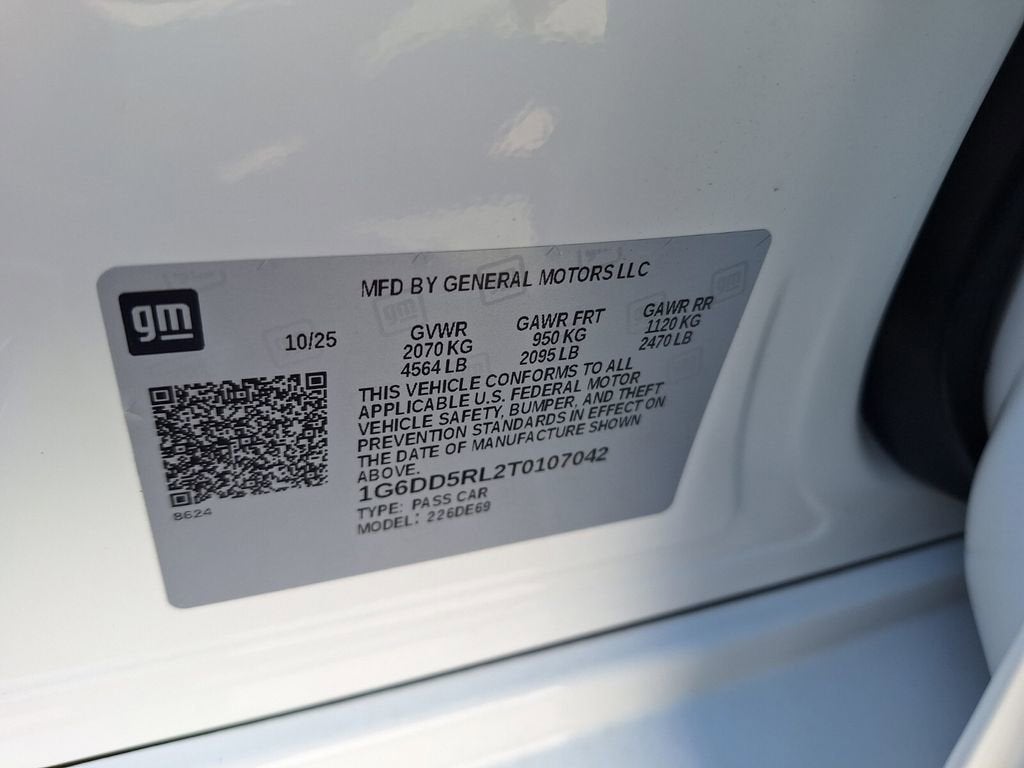 gm
MFD BY GENERAL MOTORS LLC
10/25
GVWR
2070 KG
4564 LB
GAWR FRT
950 KG
2095 LB
GAWR RR
1120 KG
2470 LB
THIS VEHICLE CONFORMS TO ALL
APPLICABLE U.S. FEDERAL MOTOR
VEHICLE SAFETY, BUMPER, AND THEFT
PREVENTION STANDARDS IN EFFECT ON
THE DATE OF MANUFACTURE SHOWN
ABOVE.
1G6DD5RL2T0107042
TYPE: PASS CAR
MODEL: 226DE69
8624